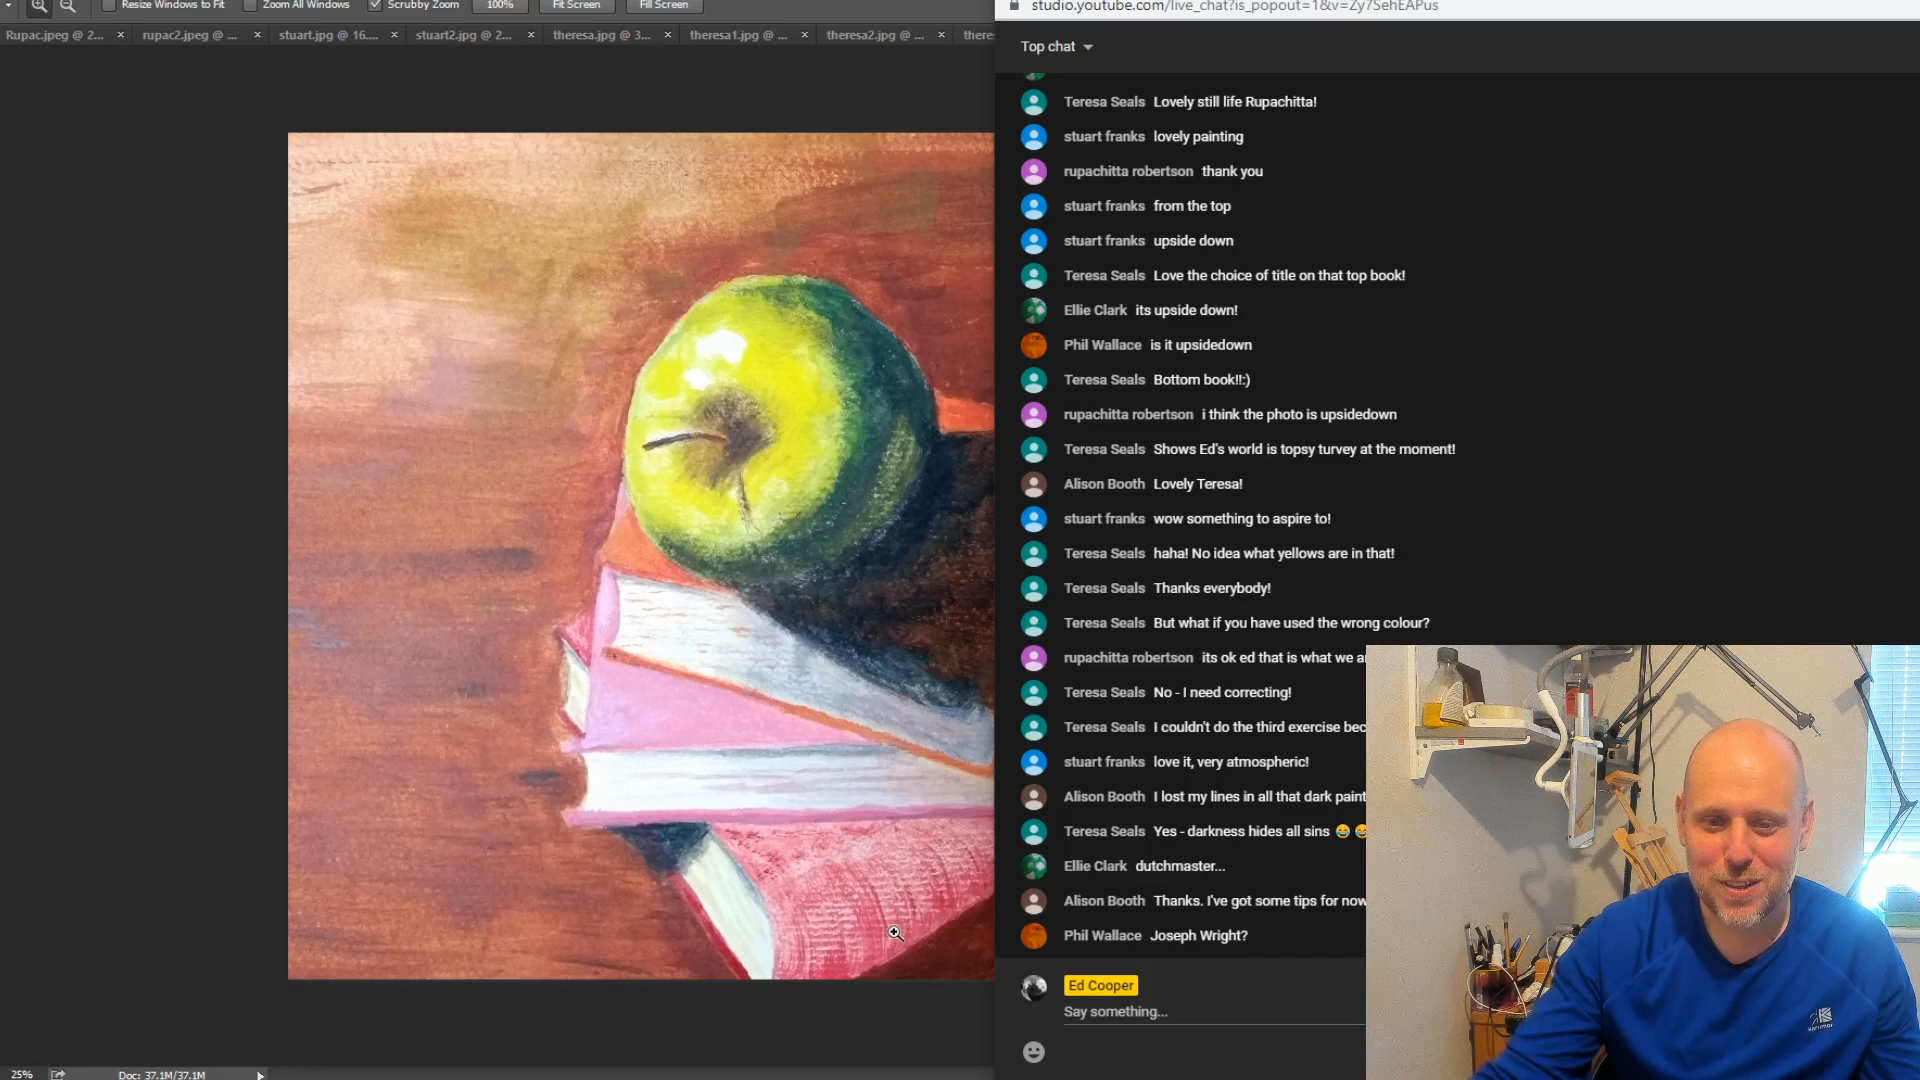 Resize Windows to Fit
Zoom All Windows
Scrubby Zoom
100%
Fit Screen
Fill Screen
studio.youtube.com/live_chat?is_popout=1&v=Zy7SehEAPus
Rupac.jpeg @ 2...
rupac2.jpeg @ ...
stuart.jpg @ 16....
stuart2.jpg @ 2...
theresa.jpg @ 3...
theresa1.jpg @ ...
theresa2.jpg @ ...
there
Top chat
Teresa Seals Lovely still life Rupachitta!
stuart franks lovely painting
rupachitta robertson thank you
stuart franks from the top
stuart franks upside down
Teresa Seals Love the choice of title on that top book!
Ellie Clark its upside down!
Phil Wallace is it upsidedown
Teresa Seals Bottom book!!:)
rupachitta robertson i think the photo is upsidedown
Teresa Seals Shows Ed's world is topsy turvey at the moment!
Alison Booth Lovely Teresa!
stuart franks wow something to aspire to!
Teresa Seals haha! No idea what yellows are in that!
Teresa Seals Thanks everybody!
Teresa Seals But what if you have used the wrong colour?
rupachitta robertson its ok ed that is what we a
Teresa Seals No - I need correcting!
Teresa Seals I couldn't do the third exercise bec
stuart franks love it, very atmospheric!
Alison Booth I lost my lines in all that dark paint
Teresa Seals Yes - darkness hides all sins 😂
Ellie Clark dutchmaster...
Alison Booth Thanks. I've got some tips for now
Phil Wallace Joseph Wright?
Ed Cooper
Say something...
25%
Doc: 37.1M/37.1M
karrimor